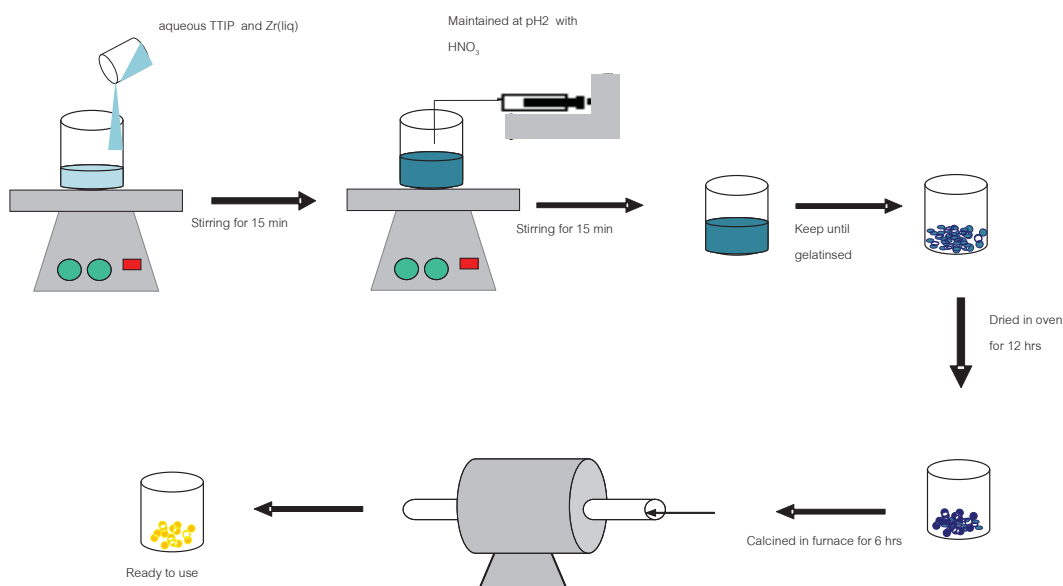 aqueous TTIP and Zr(liq)
Maintained at pH2 with
HNO₃
Stirring for 15 min
Stirring for 15 min
Keep until
gelatinsed
Dried in oven
for 12 hrs
Calcined in furnace for 6 hrs
Ready to use